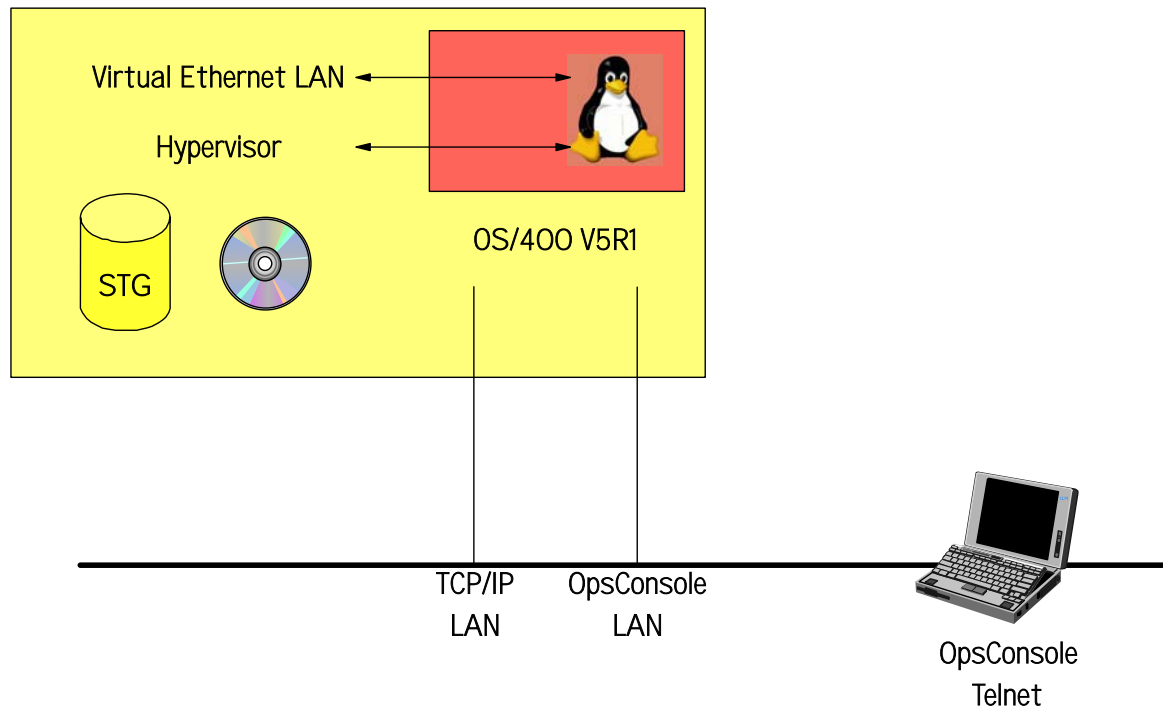 Virtual Ethernet LAN
Hypervisor
OS/400 V5R1
STG
TCP/IP
LAN
OpsConsole
LAN
OpsConsole
Telnet